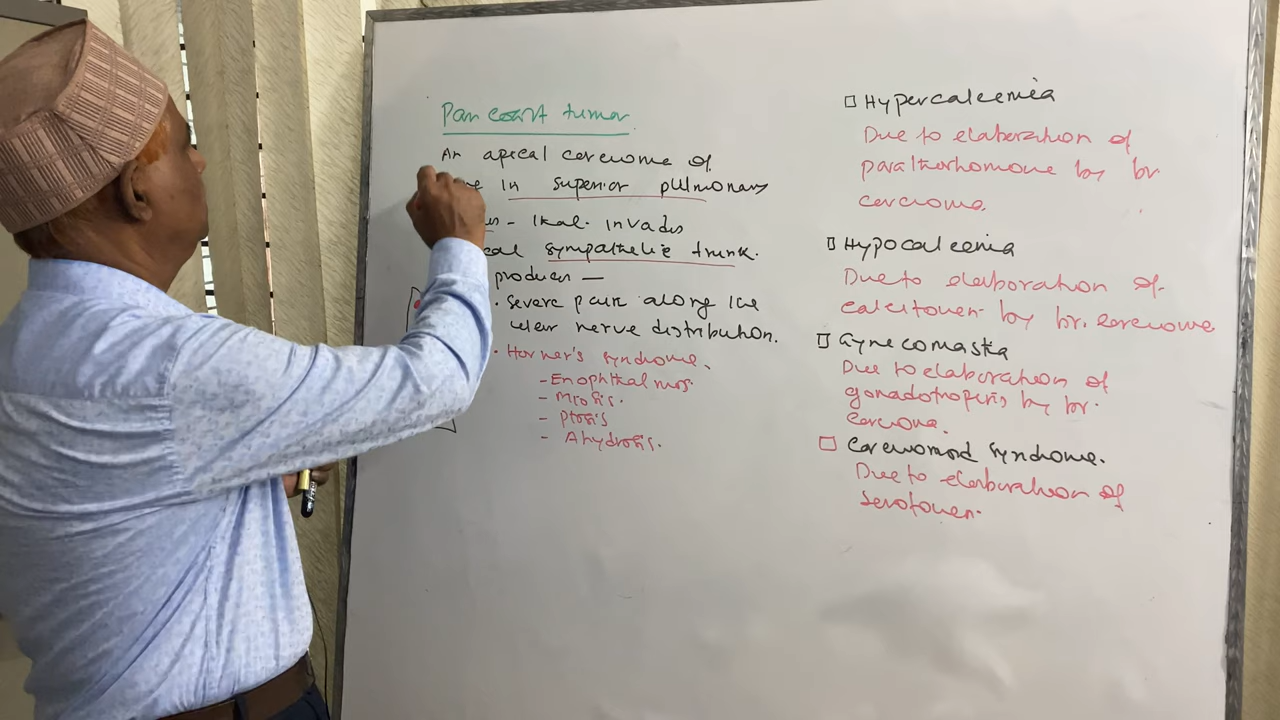 Pancoast tumor.
An apical carcinoma of
in superior pulmonary
- that invades
sympathetic trunk.
produces —
· severe pain along the
ulnar nerve distribution.
· Horner's syndrome.
- Enophthalmos
- Miosis.
- Ptosis
- Ahydrosis.
□ Hypercalcemia
Due to elaboration of
parathorhomone by br.
carcinoma.
□ Hypocalcemia
Due to elaboration of
calcitonin by br. carcinoma
□ Gynecomastia
Due to elaboration of
gonadotropins by br.
carcinoma.
□ Carcinoid syndrome.
Due to elaboration of
serotonin.